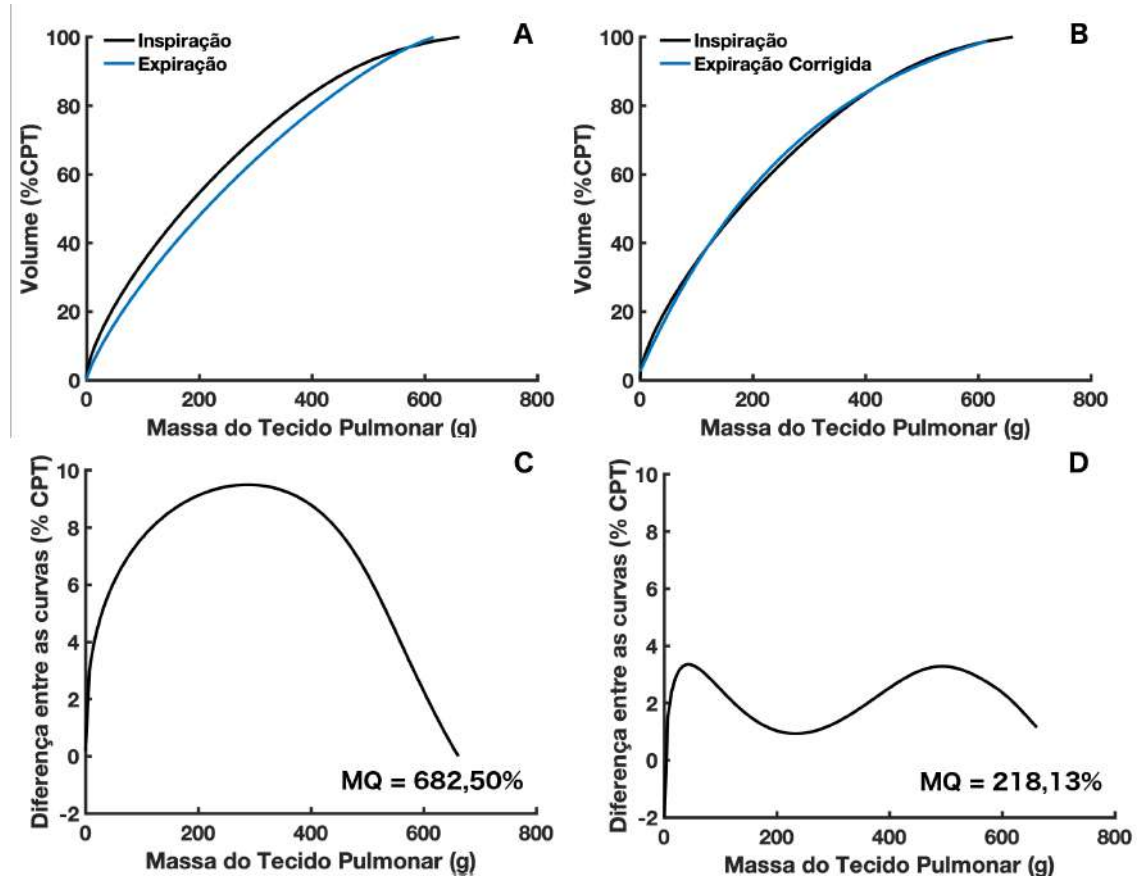 A
Inspiração
Expiração
Volume (%CPT)
100
80
60
40
20
0
0 200 400 600 800
Massa do Tecido Pulmonar (g)
B
Inspiração
Expiração Corrigida
Volume (%CPT)
100
80
60
40
20
0
0 200 400 600 800
Massa do Tecido Pulmonar (g)
C
Diferença entre as curvas (% CPT)
10
8
6
4
2
0
-2
MQ = 682,50%
0 200 400 600 800
Massa do Tecido Pulmonar (g)
D
Diferença entre as curvas (% CPT)
10
8
6
4
2
0
-2
MQ = 218,13%
0 200 400 600 800
Massa do Tecido Pulmonar (g)